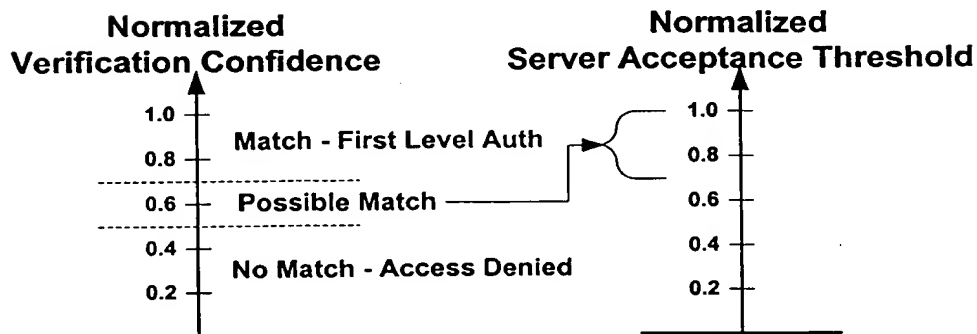 Normalized
Verification Confidence
1.0
Match - First Level Auth
0.8
Possible Match
0.6
0.4
No Match - Access Denied
0.2
Normalized
Server Acceptance Threshold
1.0
0.8
0.6
0.4
0.2